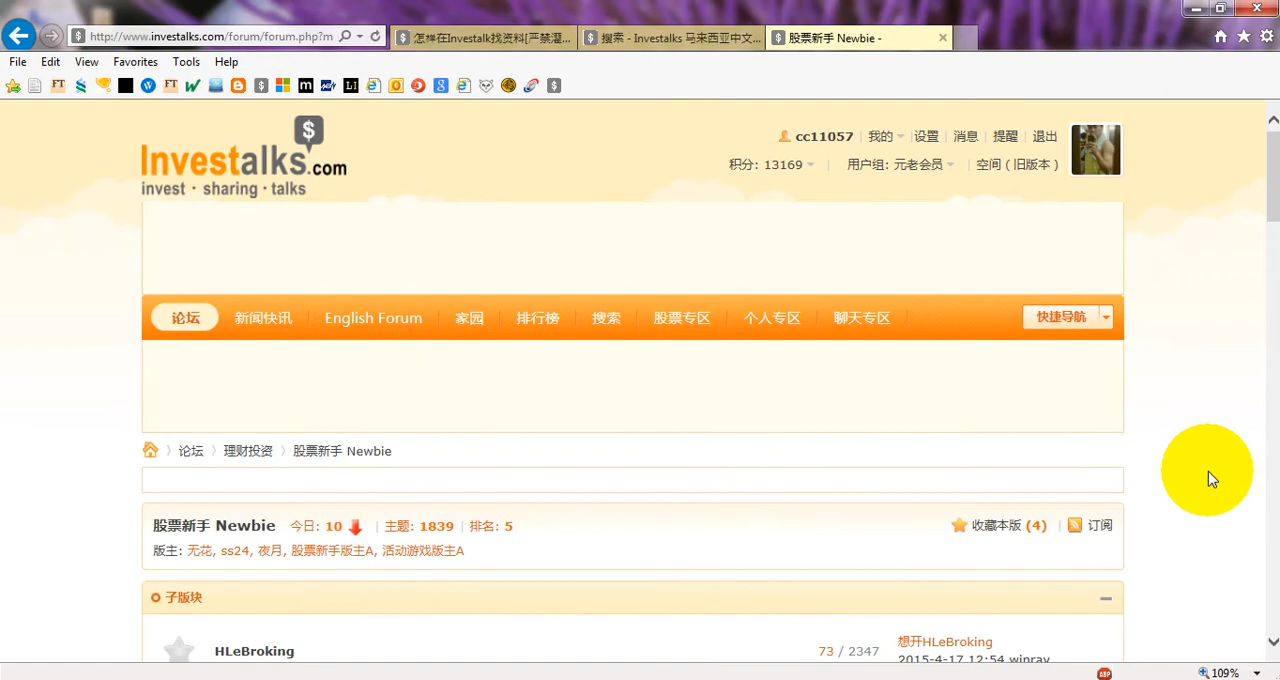 http://www.investalks.com/forum/forum.php?m
怎样在Investalk找资料[严禁灌...
搜索 - Investalks 马来西亚中文...
股票新手 Newbie -
File Edit View Favorites Tools Help
Investalks.com
invest · sharing · talks
cc11057 我的 设置 消息 提醒 退出
积分: 13169 用户组: 元老会员 空间 ( 旧版本 )
论坛 新闻快讯 English Forum 家园 排行榜 搜索 股票专区 个人专区 聊天专区 快捷导航
论坛 〉 理财投资 〉 股票新手 Newbie
股票新手 Newbie 今日: 10 主题: 1839 排名: 5 收藏本版 (4) 订阅
版主: 无花, ss24, 夜月, 股票新手版主A, 活动游戏版主A
子版块
HLeBroking 73 / 2347 想开HLeBroking
2015-4-17 12:54 winray
109%